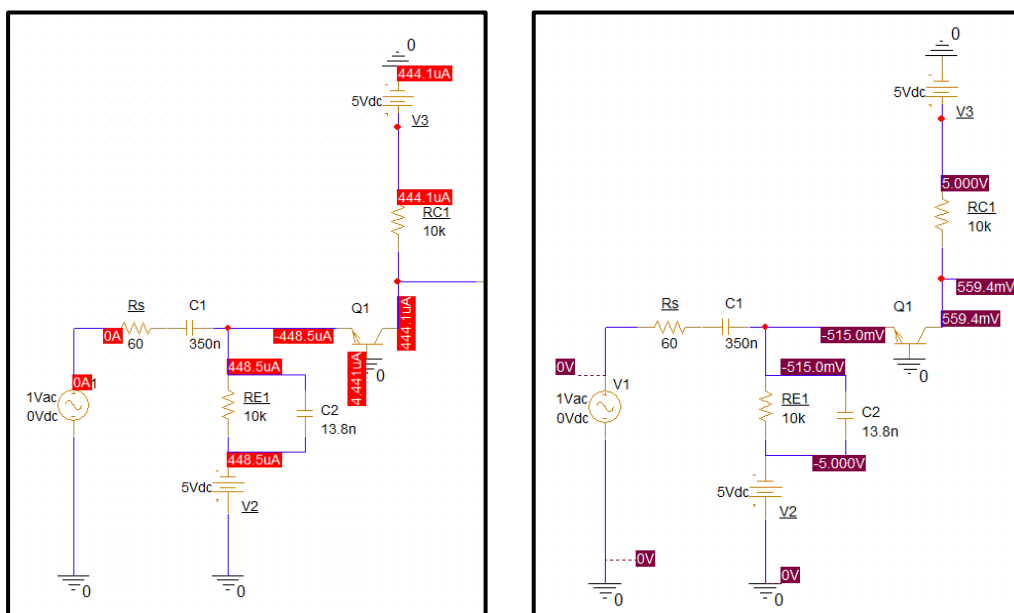 0
444.1uA
5Vdc
V3
444.1uA
RC1
10k
Rs
C1
Q1
0A
60
350n
-448.5uA
444.1uA
0
4.441uA
448.5uA
0A
1
1Vac
0Vdc
RE1
10k
C2
13.8n
448.5uA
5Vdc
V2
0
0
0
5Vdc
V3
5.000V
RC1
10k
559.4mV
Rs
C1
Q1
559.4mV
60
350n
-515.0mV
0
0V
-515.0mV
V1
1Vac
0Vdc
RE1
10k
C2
13.8n
-5.000V
5Vdc
V2
0V
0V
0
0